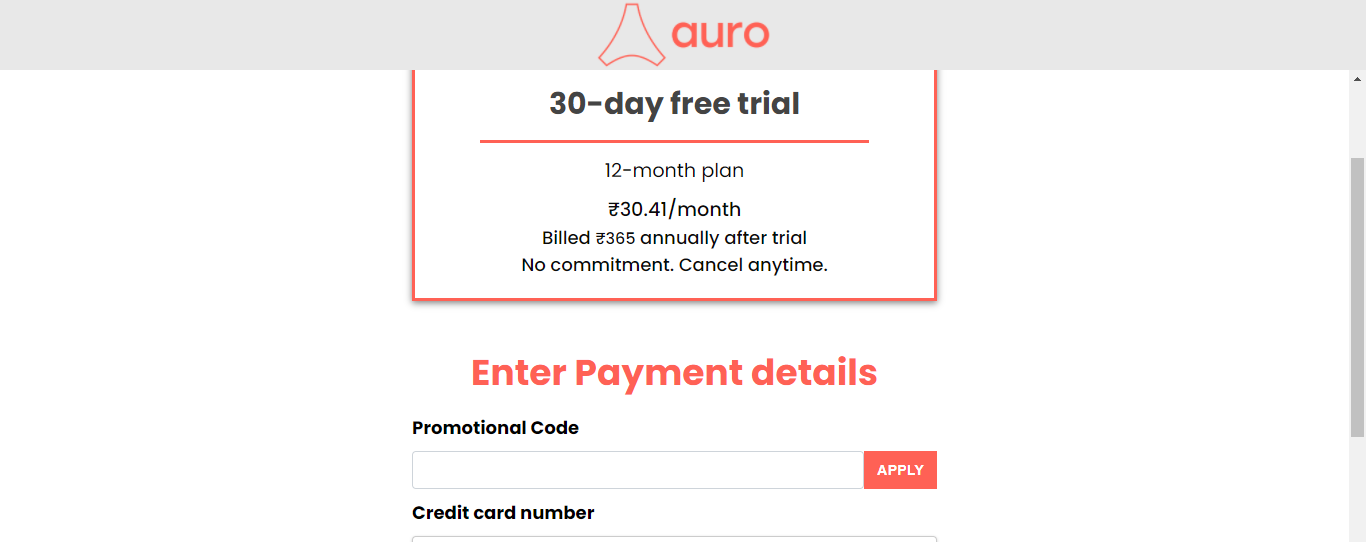 auro
30-day free trial
12-month plan
₹30.41/month
Billed ₹365 annually after trial
No commitment. Cancel anytime.
Enter Payment details
Promotional Code
APPLY
Credit card number